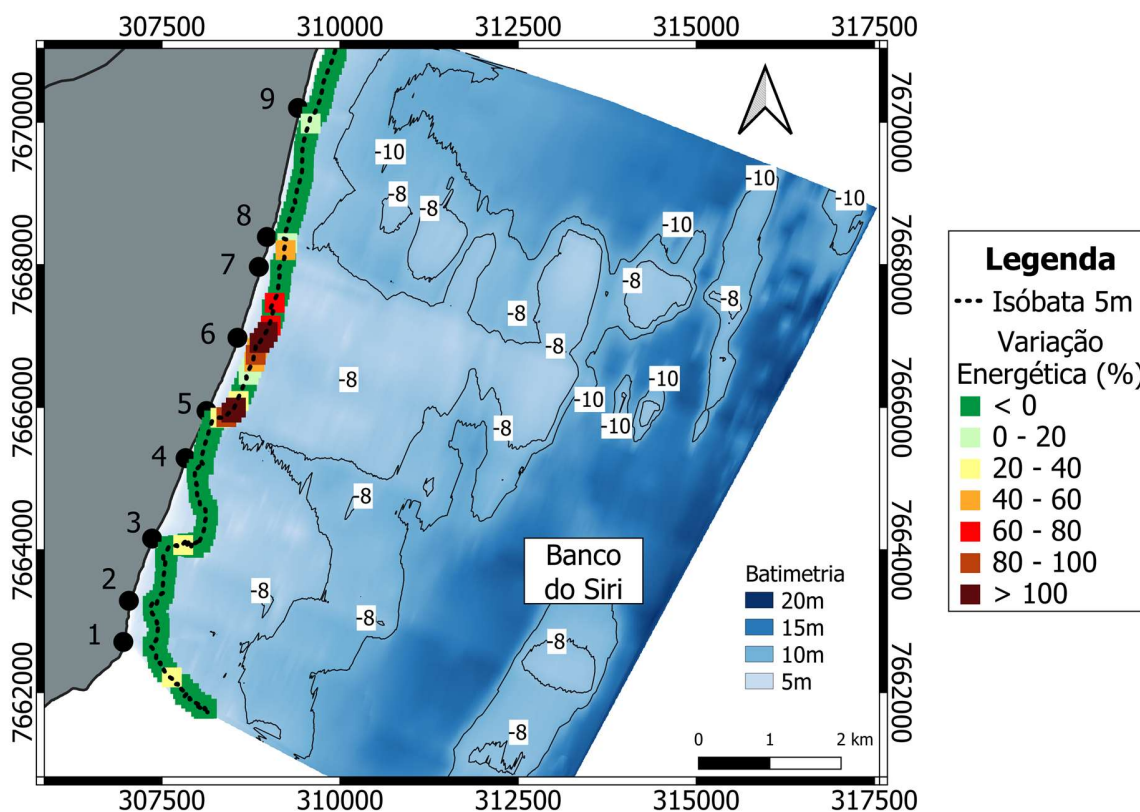 307500 310000 312500 315000 317500
7670000
7668000
7666000
7664000
7662000
9
8
7
6
5
4
3
2
1
-10
-8
-8
-10
-10
-10
-8
-8
-8
-8
-8
-10
-10
-10
-8
-8
-8
-8
-8
-8
Banco
do Siri
Batimetria
20m
15m
10m
5m
0 1 2 km
7670000
7668000
7666000
7664000
7662000
307500 310000 312500 315000 317500
Legenda
Isóbata 5m
Variação
Energética (%)
< 0
0 - 20
20 - 40
40 - 60
60 - 80
80 - 100
> 100